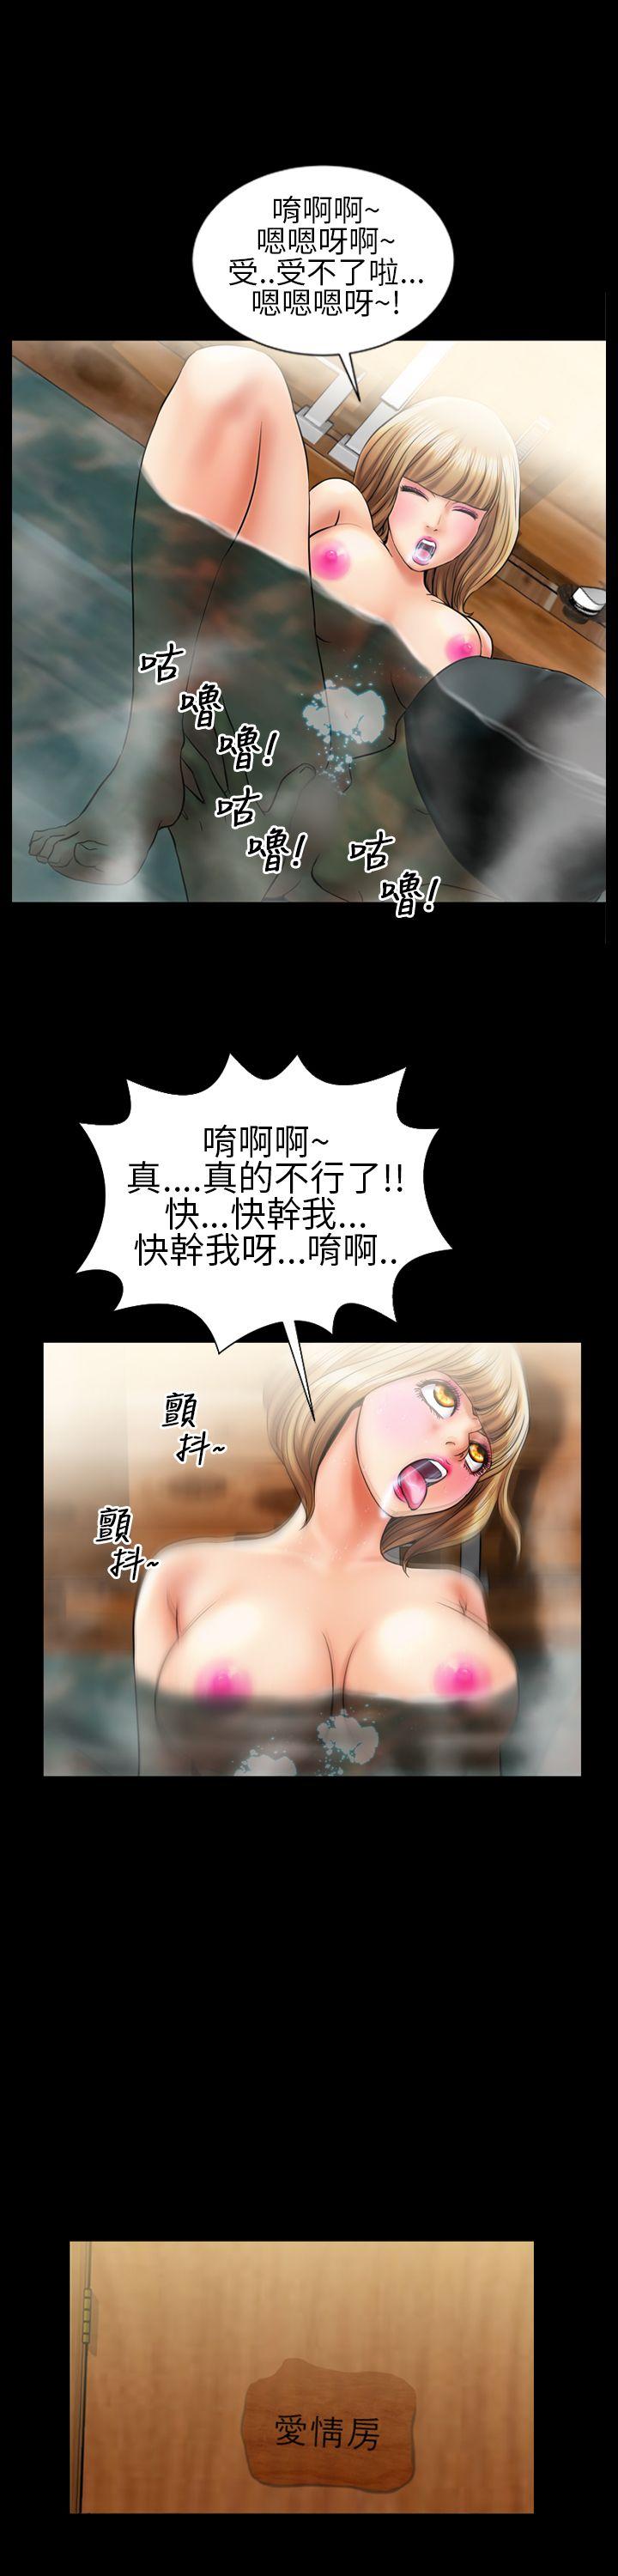 唷啊啊~
嗯嗯呀啊~
受..受不了啦...
嗯嗯嗯呀~!
咕
嚕
嚕!
咕
嚕!
咕
嚕!
唷啊啊~
真....真的不行了!!
快...快幹我...
快幹我呀...唷啊..
顫
抖~
顫
抖~
愛情房